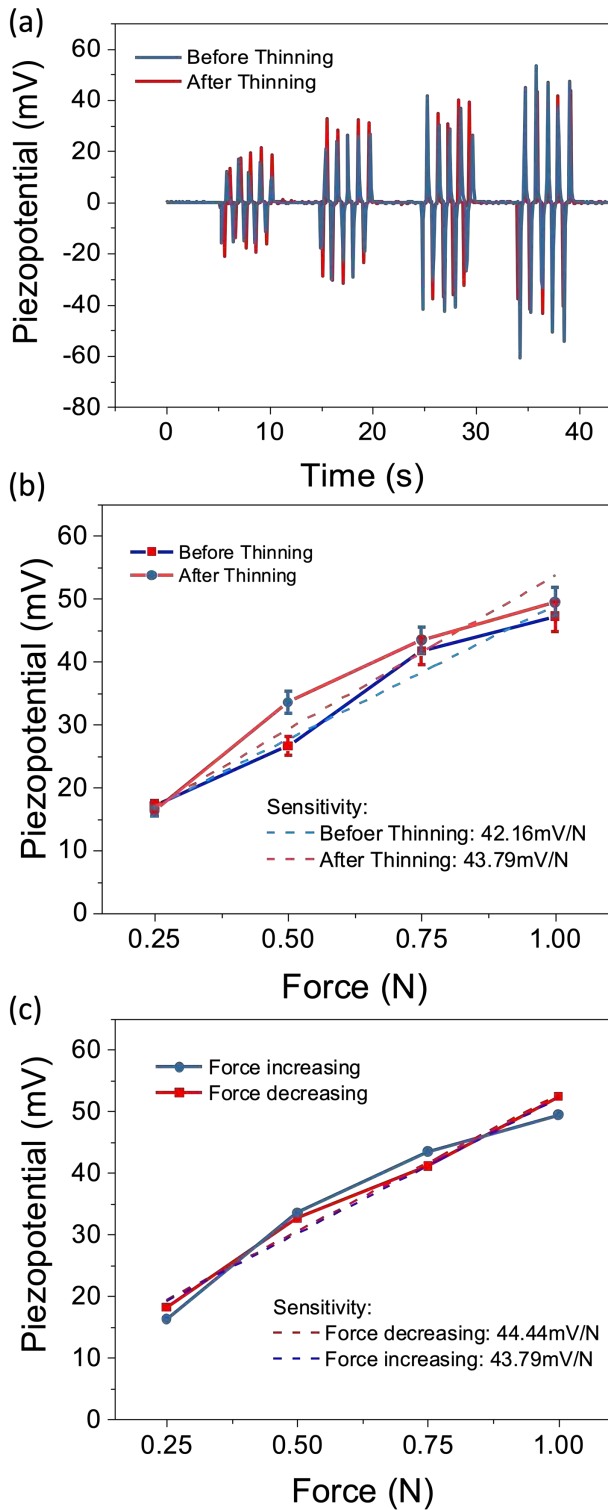 (a)
Before Thinning
After Thinning
Piezopotential (mV)
60
40
20
0
-20
-40
-60
-80
0
10
20
30
40
Time (s)
(b)
Before Thinning
After Thinning
Piezopotential (mV)
60
50
40
30
20
10
0
Sensitivity:
Befoer Thinning: 42.16mV/N
After Thinning: 43.79mV/N
0.25
0.50
0.75
1.00
Force (N)
(c)
Force increasing
Force decreasing
Piezopotential (mV)
60
50
40
30
20
10
0
Sensitivity:
Force decreasing: 44.44mV/N
Force increasing: 43.79mV/N
0.25
0.50
0.75
1.00
Force (N)